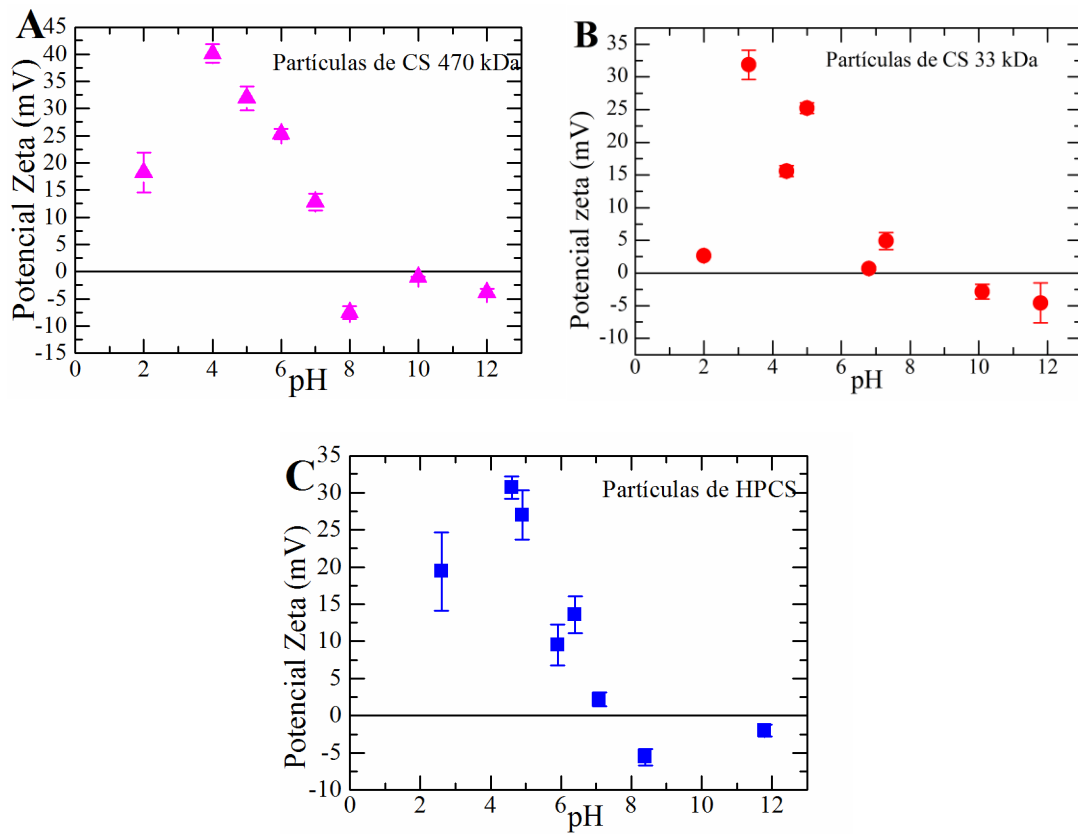 A
Partículas de CS 470 kDa
Potencial Zeta (mV)
45
40
35
30
25
20
15
10
5
0
-5
-10
-15
0 2 4 6 8 10 12
pH
B
Partículas de CS 33 kDa
Potencial zeta (mV)
35
30
25
20
15
10
5
0
-5
-10
0 2 4 6 8 10 12
pH
C
Partículas de HPCS
Potencial Zeta (mV)
35
30
25
20
15
10
5
0
-5
-10
0 2 4 6 8 10 12
pH